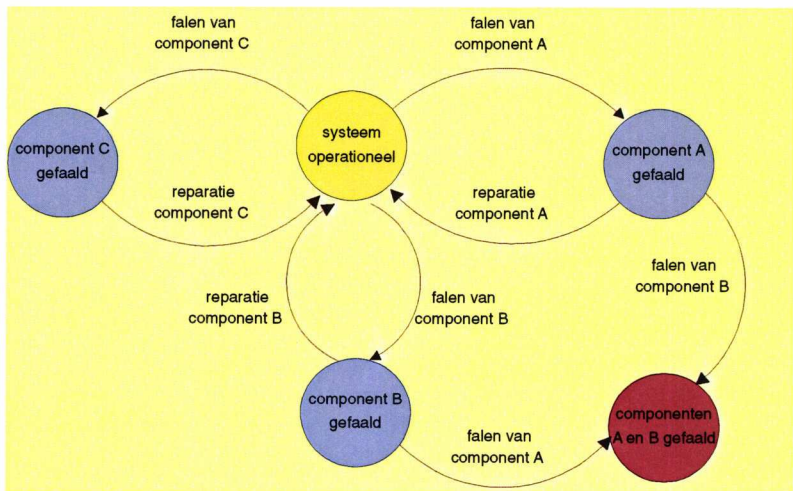 falen van
component C
falen van
component A
systeem
operationeel
component C
gefaald
component A
gefaald
reparatie
component C
reparatie
component A
falen van
component B
reparatie
component B
falen van
component B
component B
gefaald
componenten
A en B gefaald
falen van
component A